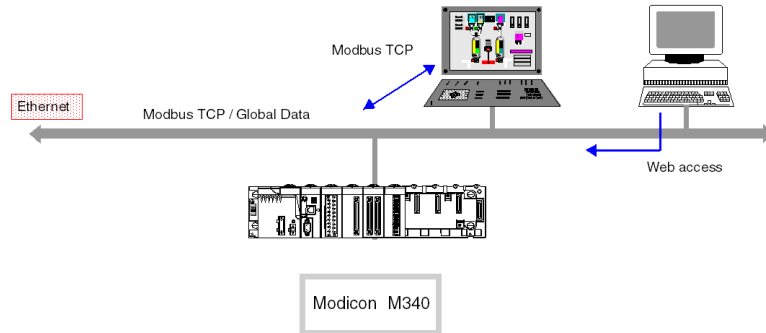 Modbus TCP
Ethernet
Modbus TCP / Global Data
Web access
Modicon M340